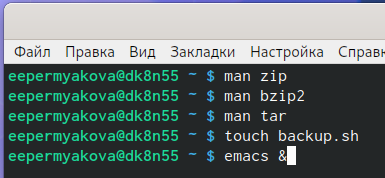 Файл Правка Вид Закладки Настройка
eepermyakova@dk8n55 ~ $ man zip
eepermyakova@dk8n55 ~ $ man bzip2
eepermyakova@dk8n55 ~ $ man tar
eepermyakova@dk8n55 ~ $ touch backup.sh
eepermyakova@dk8n55 ~ $ emacs &